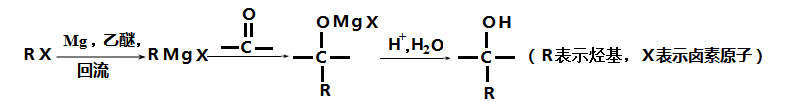 O OMgX OH
RX Mg，乙醚， 回流 RMgX C C H+,H2O C （R表示烃基，X表示卤素原子）
R R